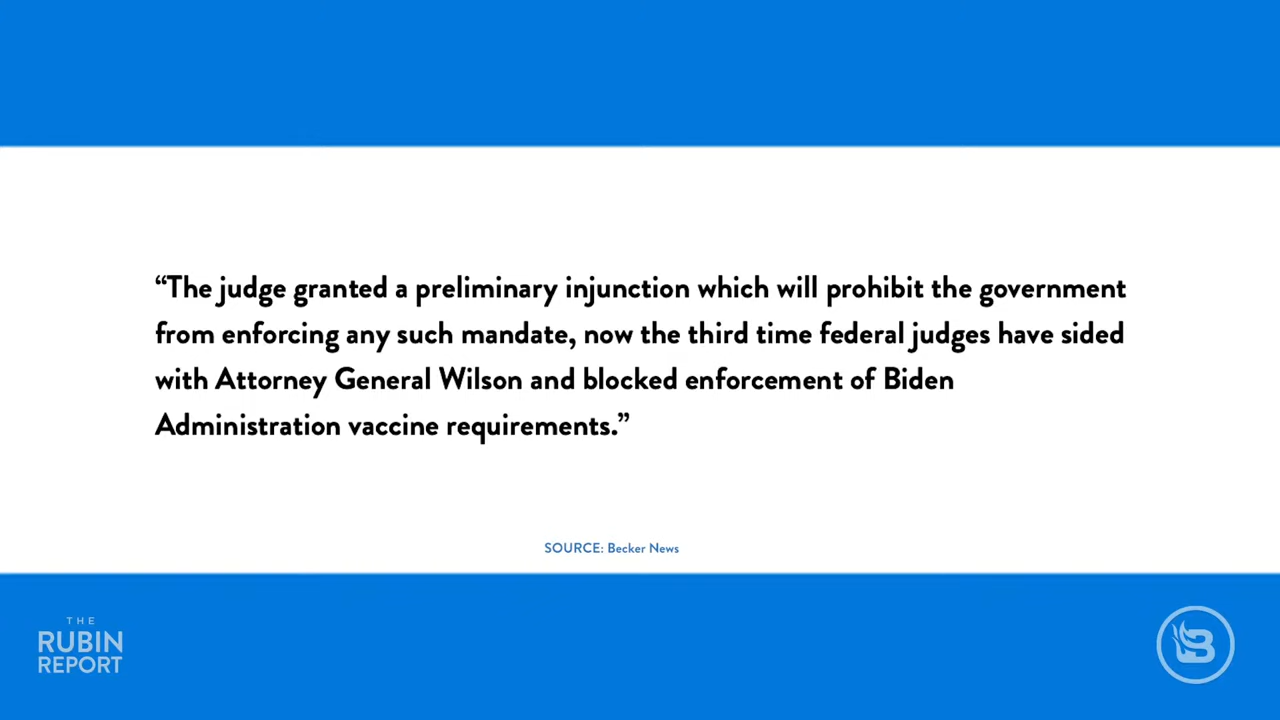 “The judge granted a preliminary injunction which will prohibit the government
from enforcing any such mandate, now the third time federal judges have sided
with Attorney General Wilson and blocked enforcement of Biden
Administration vaccine requirements.”
SOURCE: Becker News
THE
RUBIN
REPORT
B